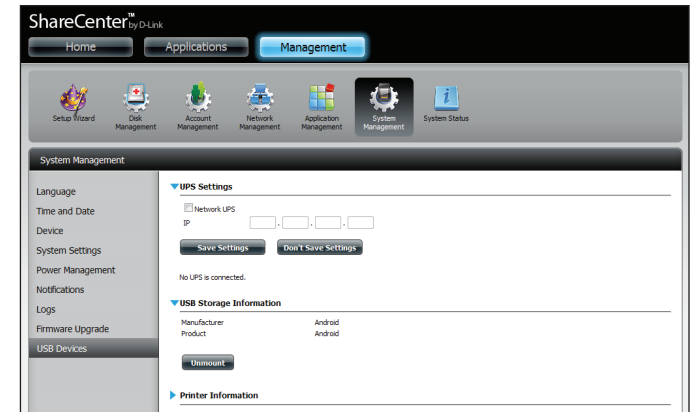 ShareCenter™ by D-Link
Home Applications Management
Setup Wizard Disk Management Account Management Network Management Application Management System Management System Status
System Management
Language
Time and Date
Device
System Settings
Power Management
Notifications
Logs
Firmware Upgrade
USB Devices
UPS Settings
Network UPS
IP . . .
Save Settings Don't Save Settings
No UPS is connected.
USB Storage Information
Manufacturer Android
Product Android
Unmount
Printer Information